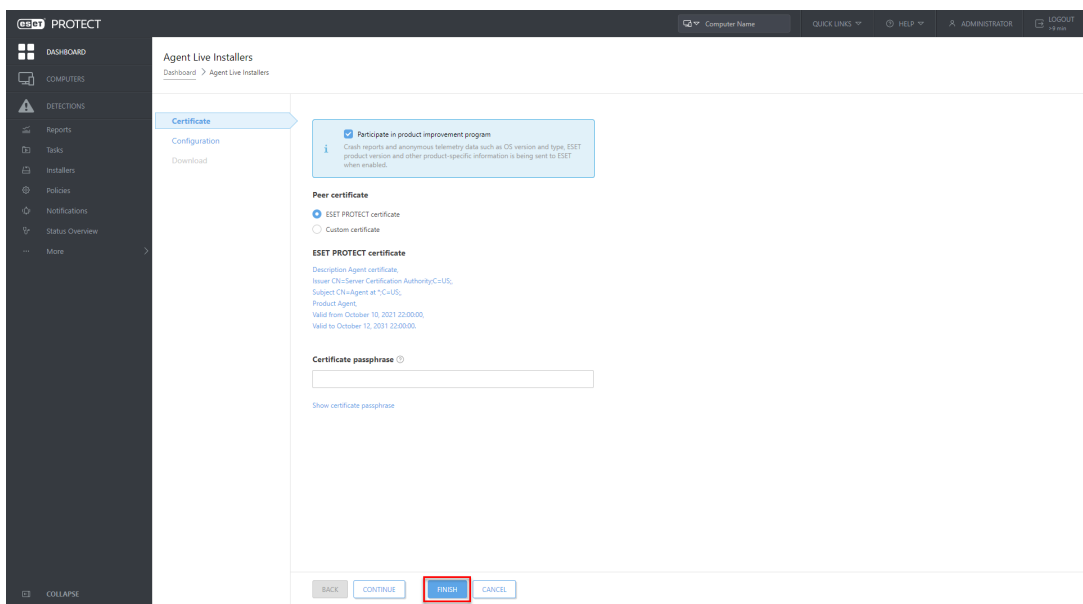 eset PROTECT
Computer Name
QUICK LINKS
HELP
ADMINISTRATOR
LOGOUT
>8 min
DASHBOARD
COMPUTERS
DETECTIONS
Reports
Tasks
Installers
Policies
Notifications
Status Overview
More
COLLAPSE
Agent Live Installers
Dashboard > Agent Live Installers
Certificate
Configuration
Download
Participate in product improvement program
Crash reports and anonymous telemetry data such as OS version and type, ESET
product version and other product-specific information is being sent to ESET
when enabled.
Peer certificate
ESET PROTECT certificate
Custom certificate
ESET PROTECT certificate
Description Agent certificate,
Issuer CN=Server Certification Authority;C=US;,
Subject CN=Agent at *;C=US;,
Product Agent,
Valid from October 10, 2021 22:00:00,
Valid to October 12, 2031 22:00:00.
Certificate passphrase
Show certificate passphrase
BACK
CONTINUE
FINISH
CANCEL